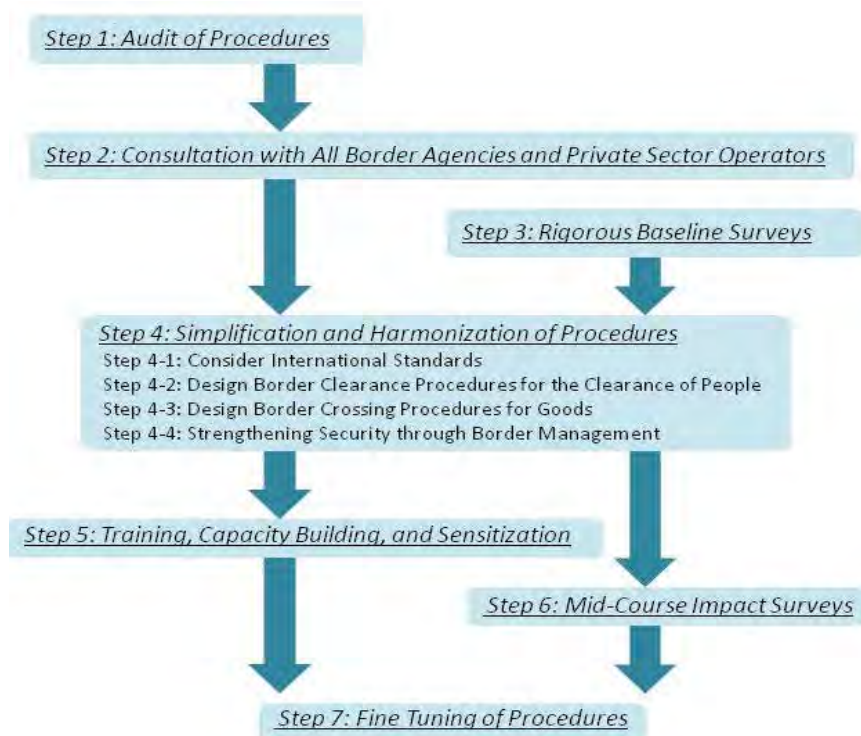 Step 1: Audit of Procedures
Step 2: Consultation with All Border Agencies and Private Sector Operators
Step 3: Rigorous Baseline Surveys
Step 4: Simplification and Harmonization of Procedures
Step 4-1: Consider International Standards
Step 4-2: Design Border Clearance Procedures for the Clearance of People
Step 4-3: Design Border Crossing Procedures for Goods
Step 4-4: Strengthening Security through Border Management
Step 5: Training, Capacity Building, and Sensitization
Step 6: Mid-Course Impact Surveys
Step 7: Fine Tuning of Procedures